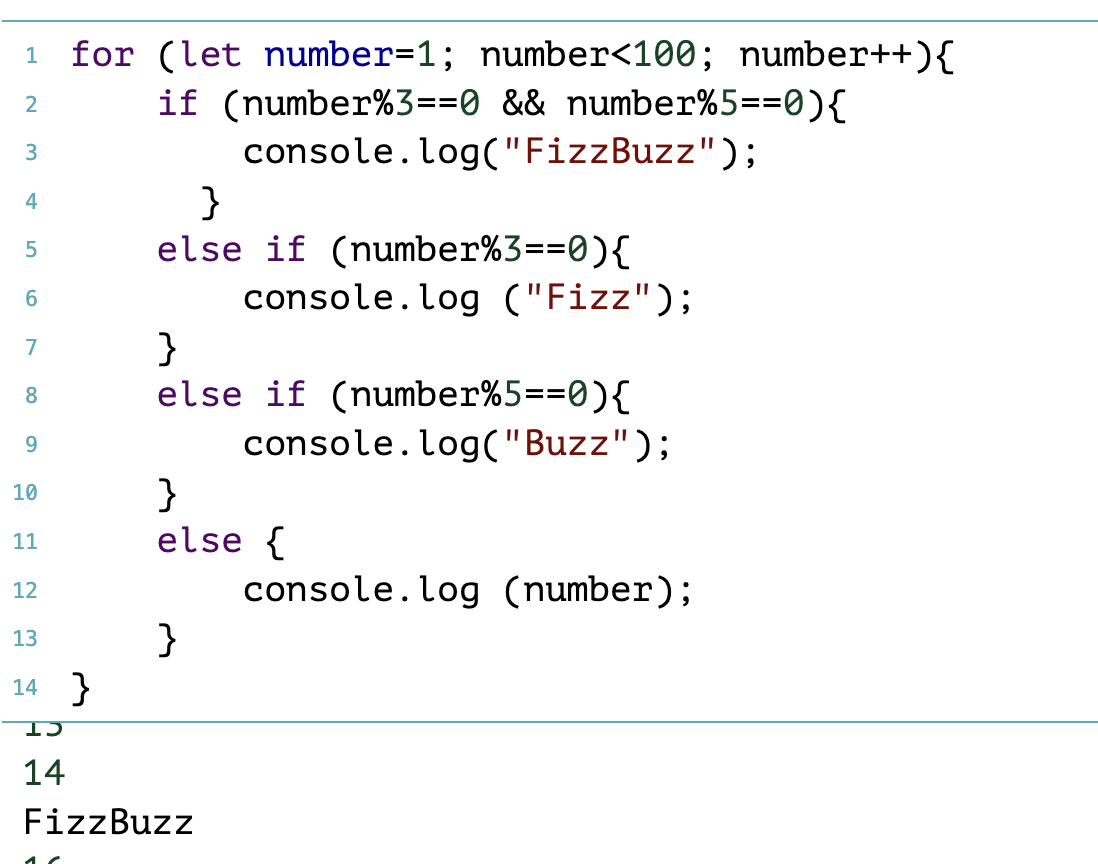 1 for (let number=1; number<100; number++){
2     if (number%3==0 && number%5==0){
3         console.log("FizzBuzz");
4       }
5     else if (number%3==0){
6         console.log ("Fizz");
7     }
8     else if (number%5==0){
9         console.log("Buzz");
10     }
11     else {
12         console.log (number);
13     }
14 }
13
14
FizzBuzz
16